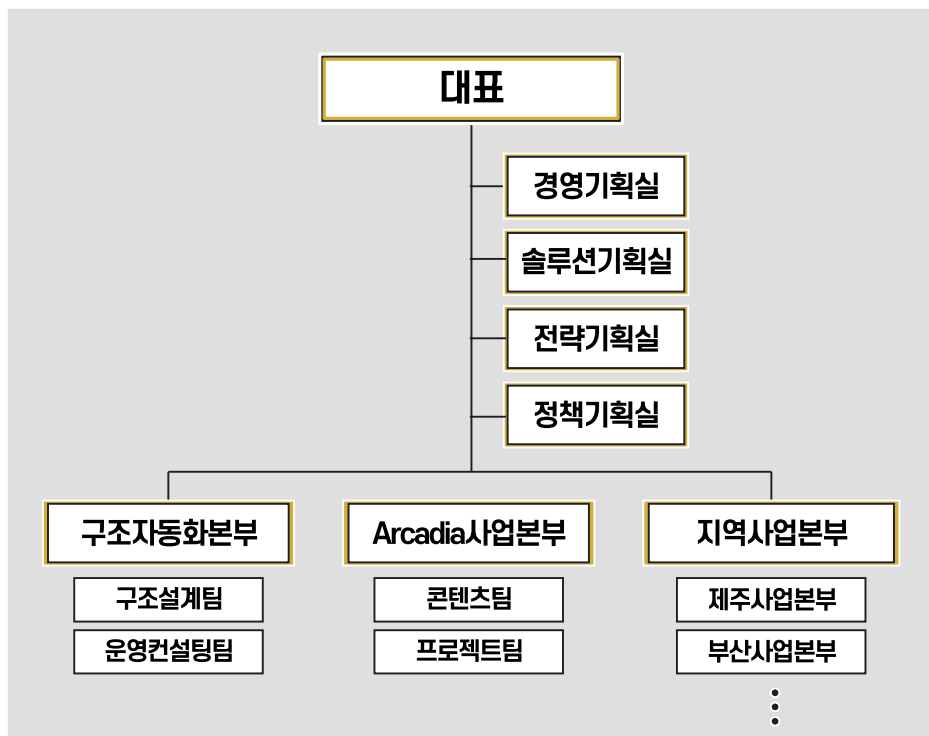 대표
경영기획실
솔루션기획실
전략기획실
정책기획실
구조자동화본부
Arcadia사업본부
지역사업본부
구조설계팀
콘텐츠팀
제주사업본부
운영컨설팅팀
프로젝트팀
부산사업본부